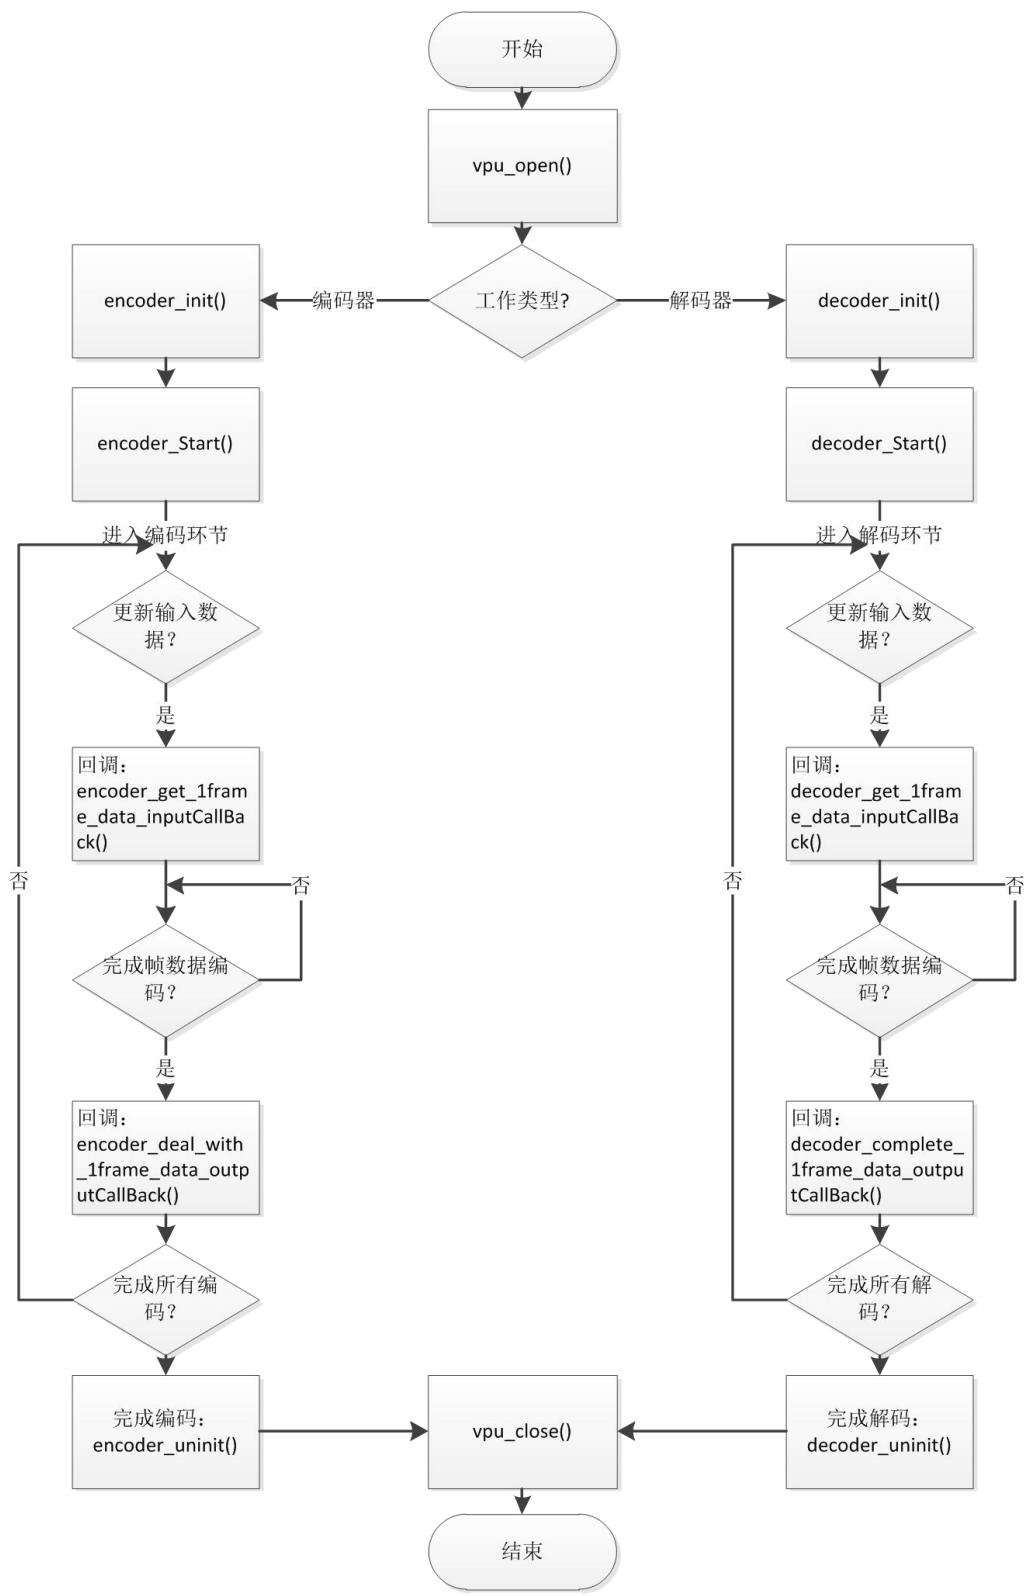 开始
vpu_open()
工作类型?
编码器
解码器
encoder_init()
encoder_Start()
进入编码环节
更新输入数
据？
是
回调：
encoder_get_1fram
e_data_inputCallBa
ck()
否
否
完成帧数据编
码？
是
回调：
encoder_deal_with
_1frame_data_outp
utCallBack()
完成所有编
码？
完成编码：
encoder_uninit()
decoder_init()
decoder_Start()
进入解码环节
更新输入数
据？
是
回调：
decoder_get_1fram
e_data_inputCallBa
ck()
否
否
完成帧数据编
码？
是
回调：
decoder_complete_
1frame_data_outpu
tCallBack()
完成所有解
码？
完成解码：
decoder_uninit()
vpu_close()
结束